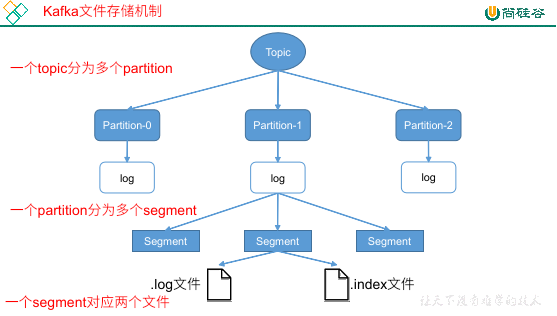 Kafka文件存储机制
尚硅谷
Topic
一个topic分为多个partition
Partition-0
Partition-1
Partition-2
log
log
log
一个partition分为多个segment
Segment
Segment
Segment
.log文件
.index文件
一个segment对应两个文件
让天下没有难学的技术